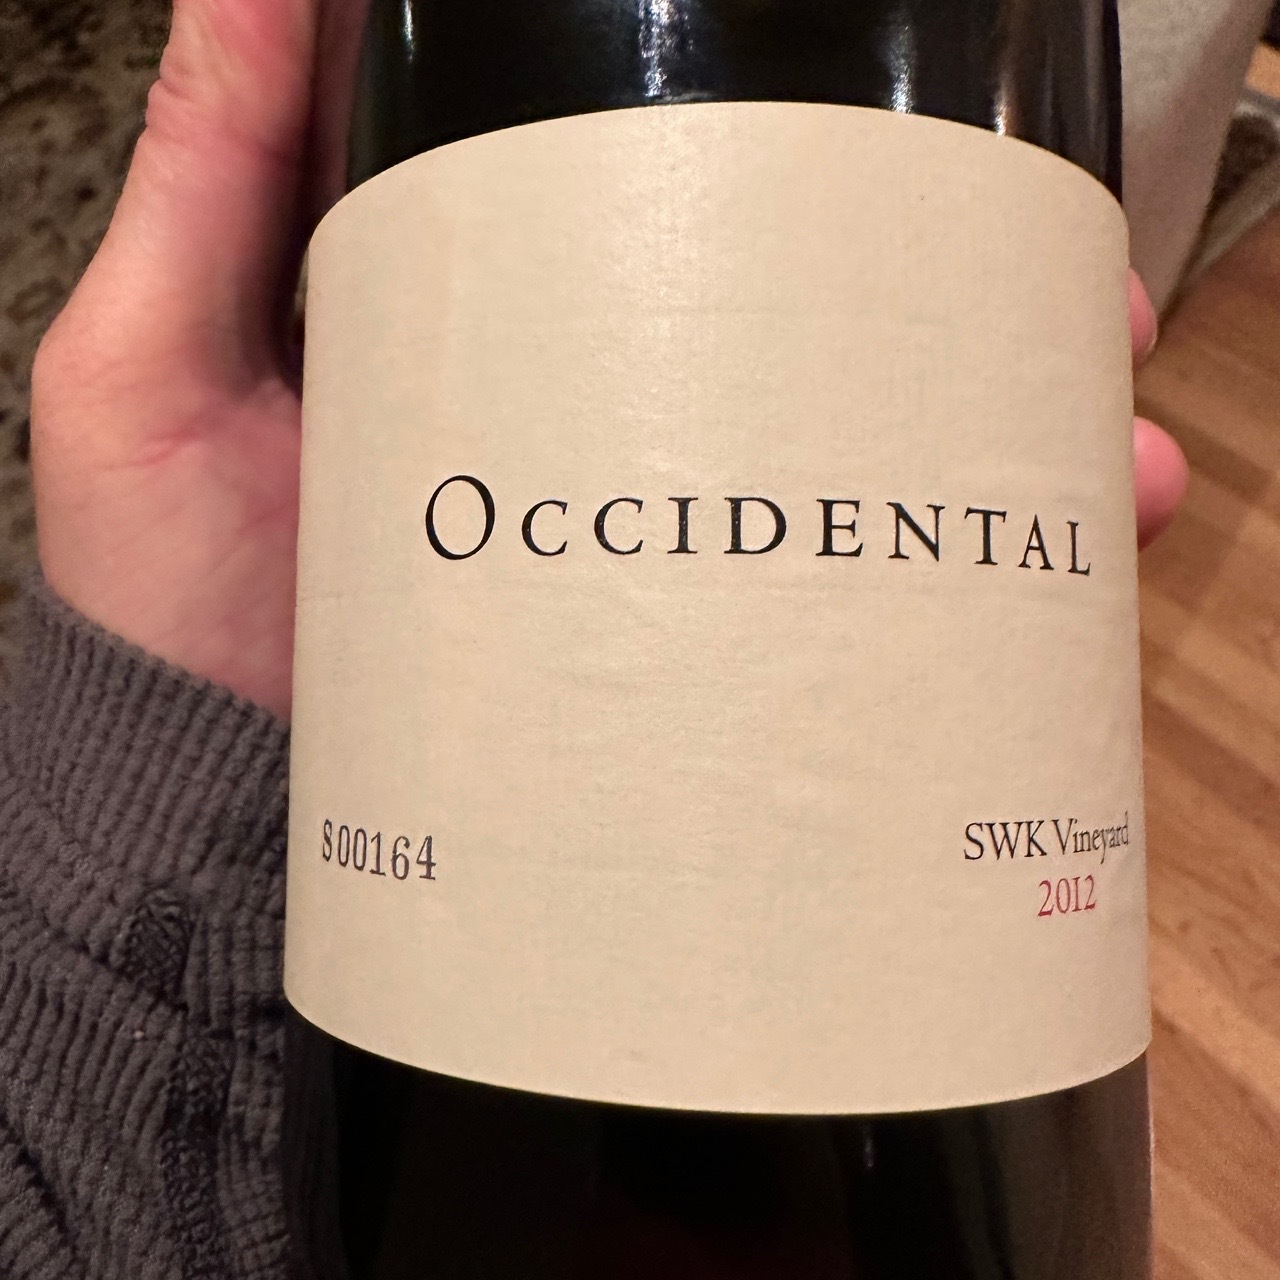 OCCIDENTAL
S00164
SWK Vineyard
2012